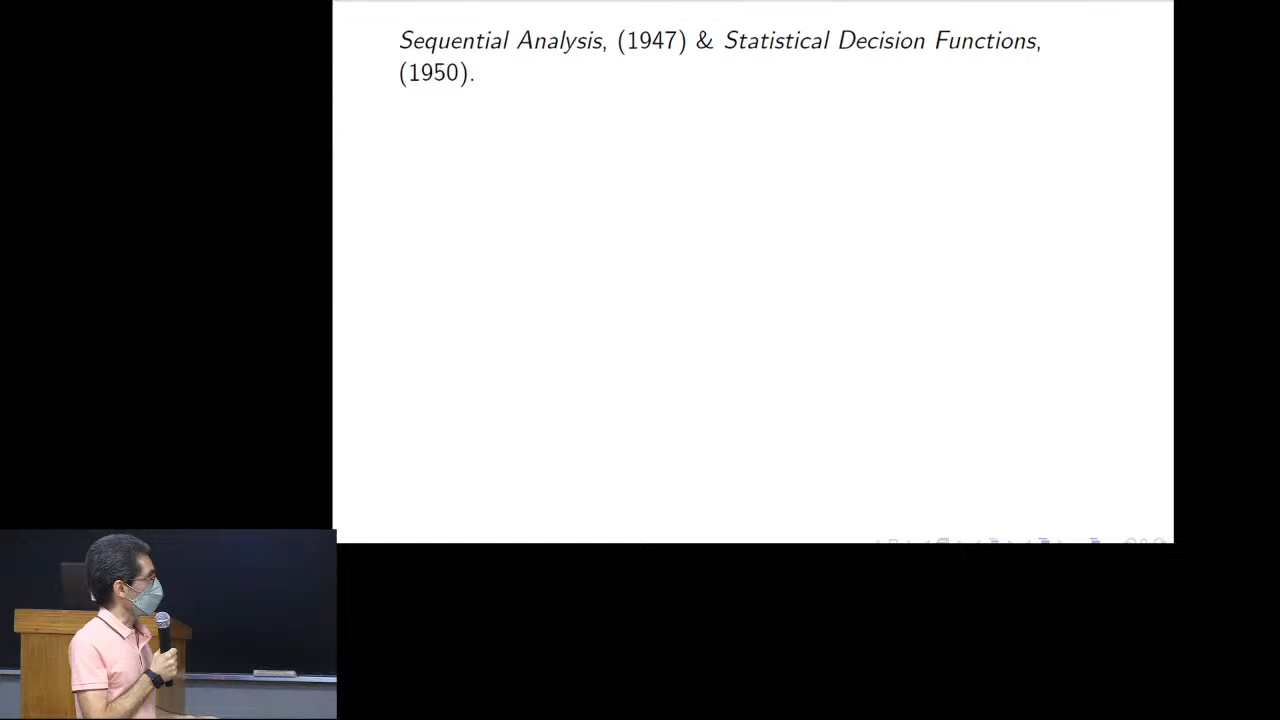 Sequential Analysis, (1947) & Statistical Decision Functions,
(1950).